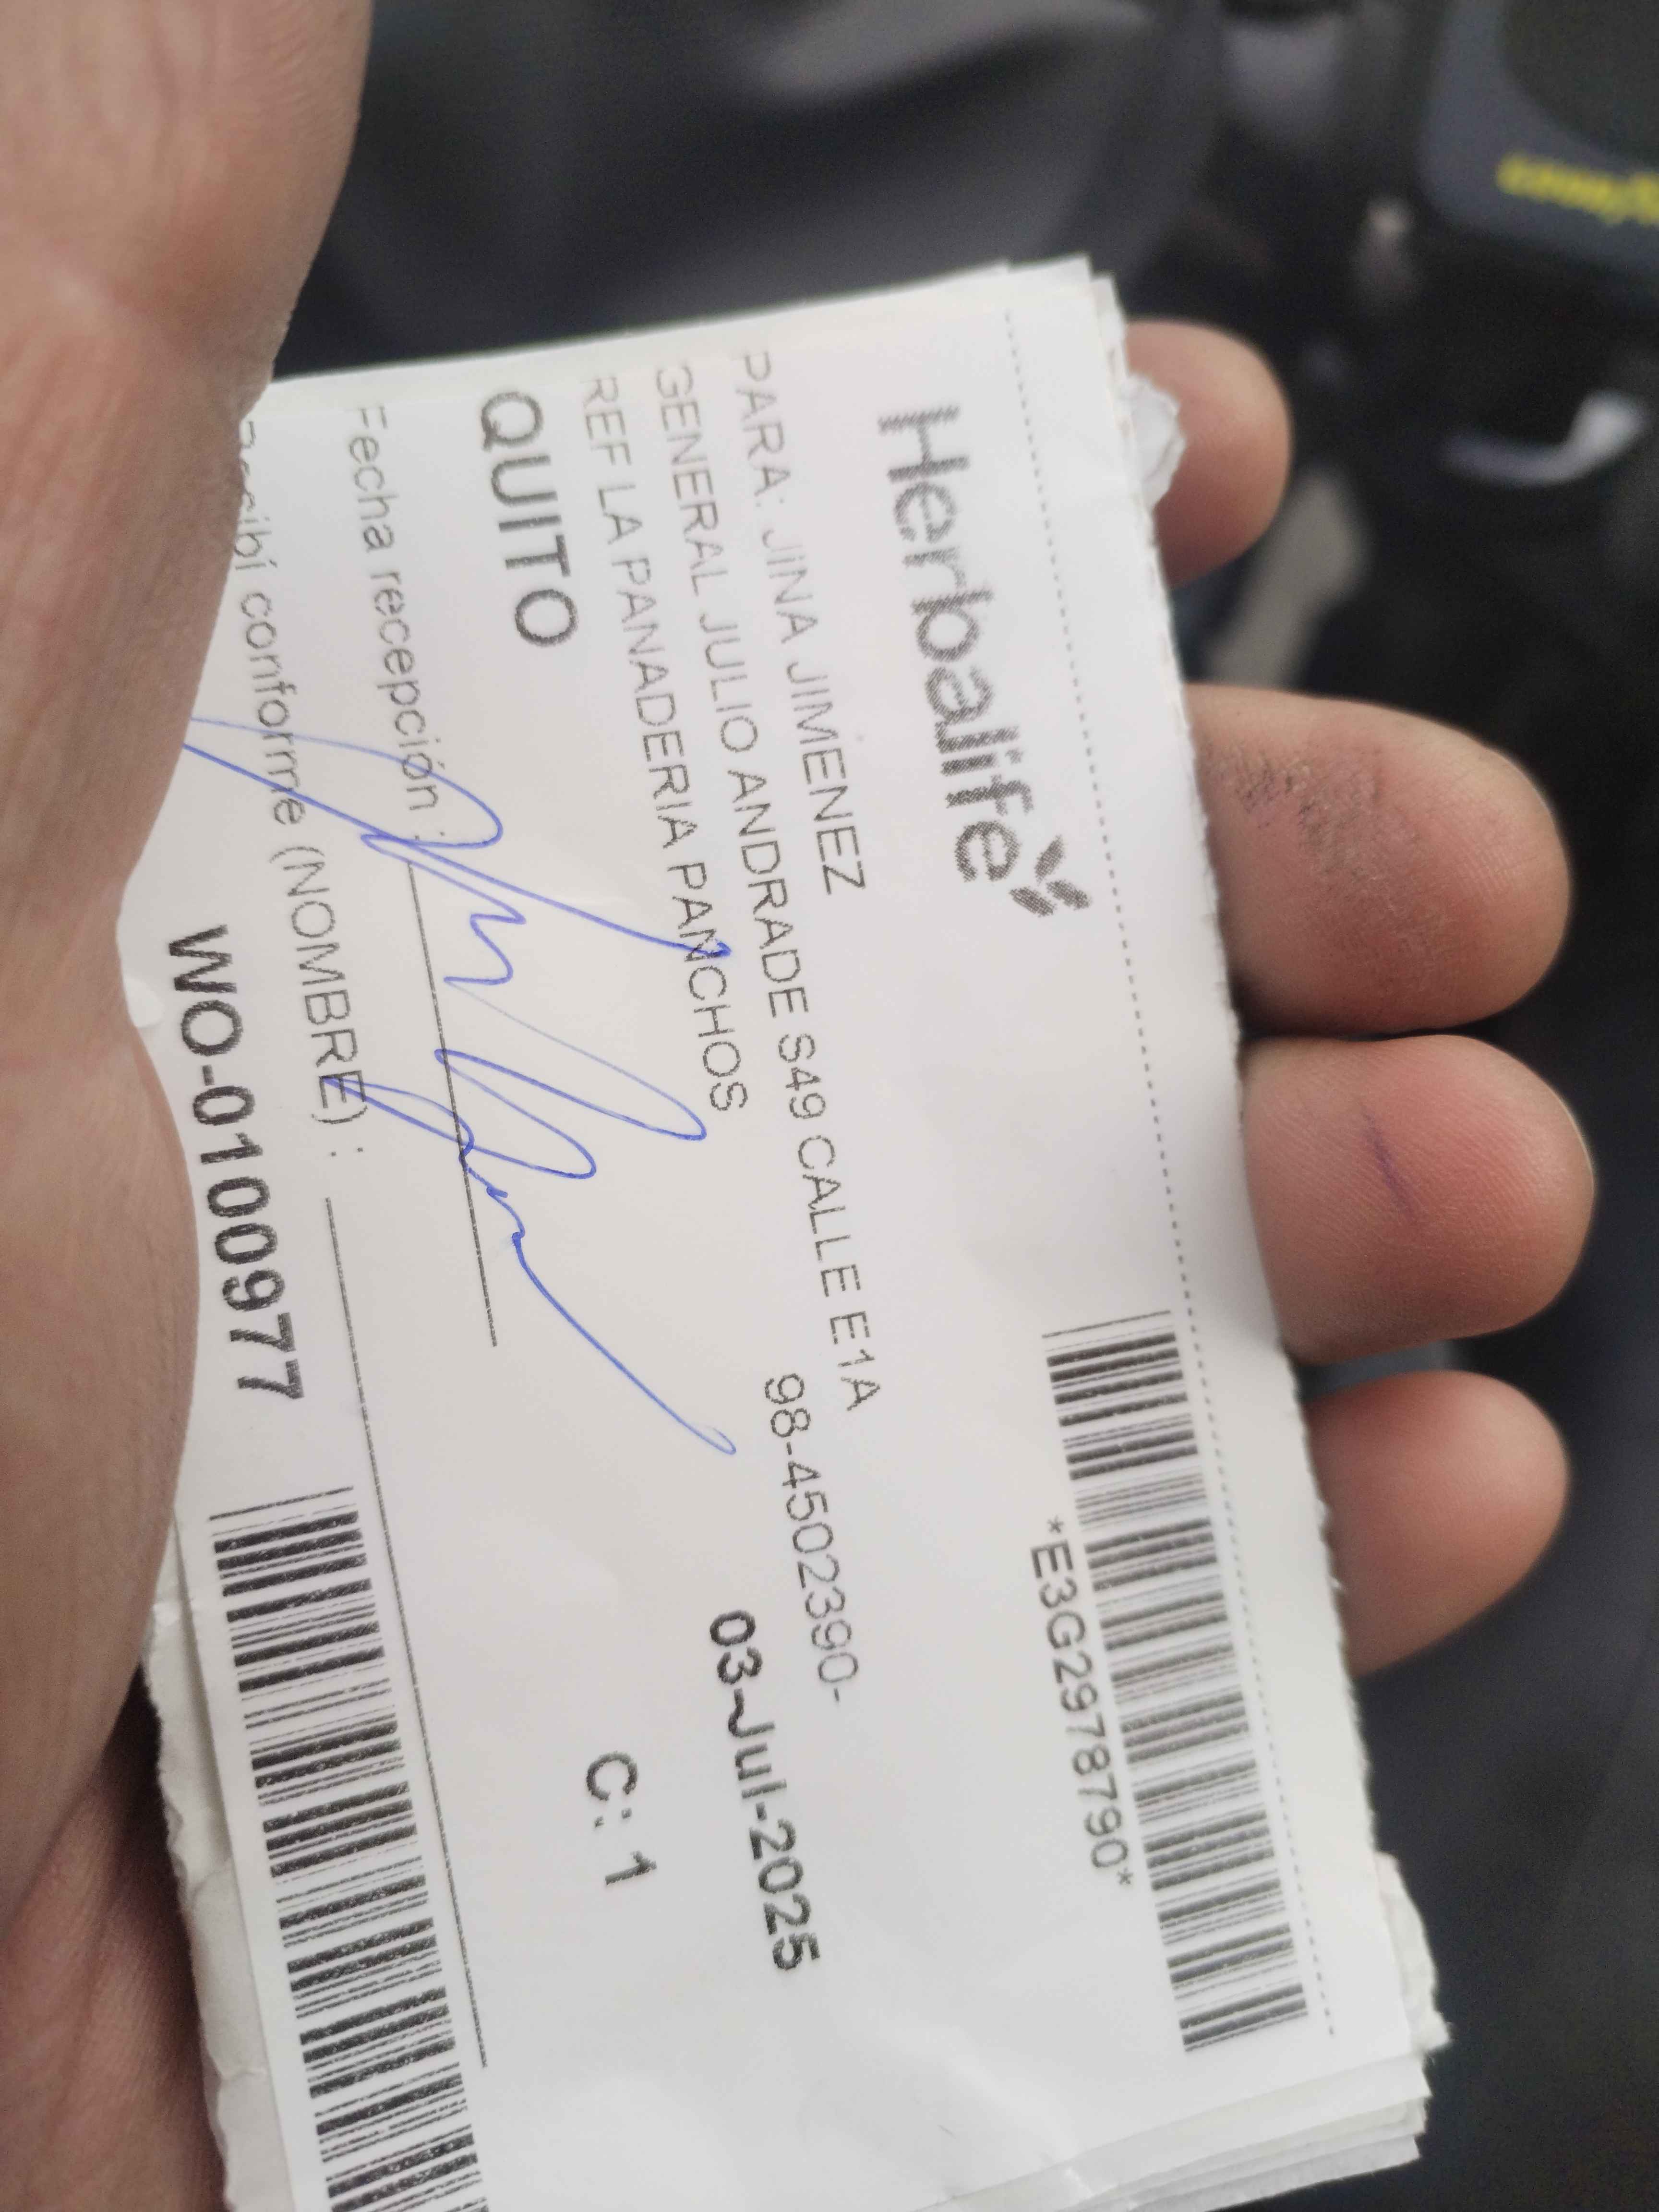 Herbalife
*E3G2978790*
PARA: JINA JIMENEZ
GENERAL JULIO ANDRADE S49 CALLE E1A
98-4502390-
REF LA PANADERIA PANCHOS
03-Jul-2025
QUITO
C: 1
Fecha recepción :
conforme (NOMBRE) :
WO-0100977